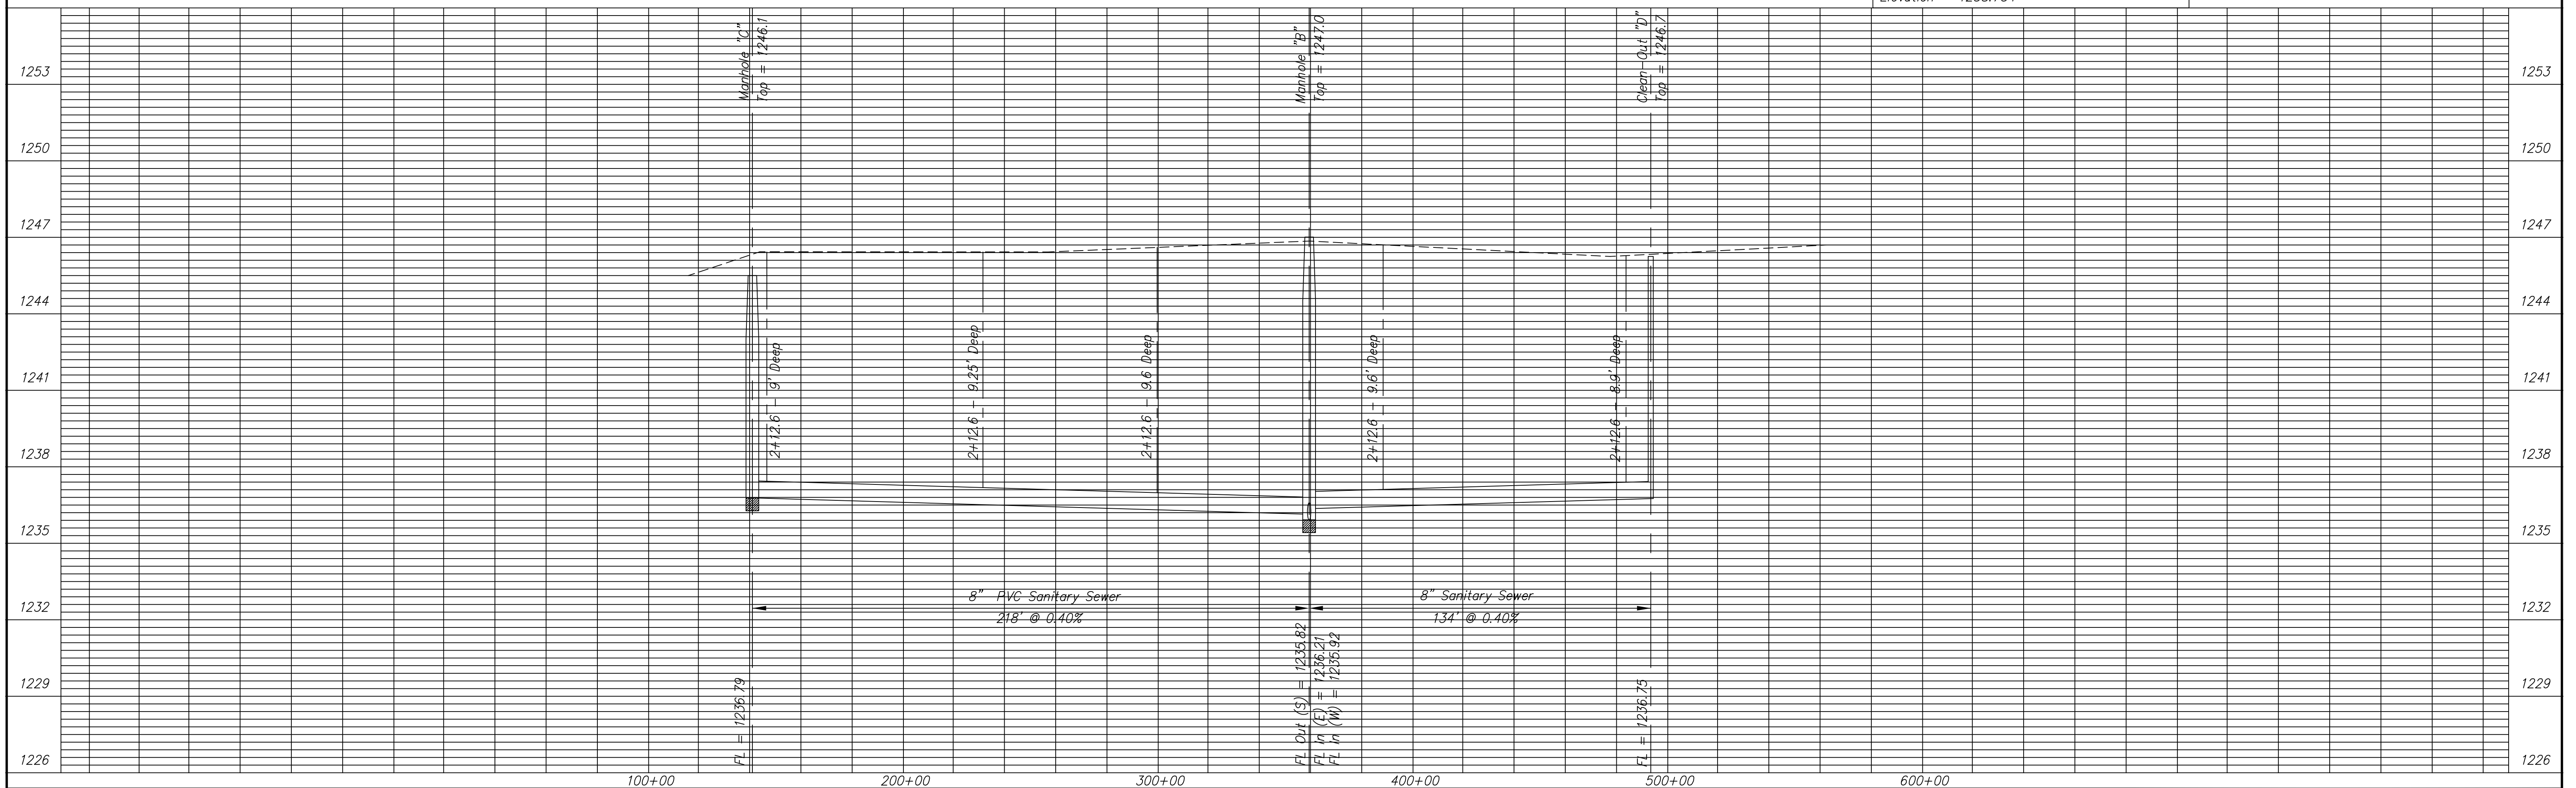 Manhole "C"
Top = 1246.1
Manhole "B"
Top = 1247.0
Clean-Out "D"
Top = 1246.7
1253
1253
1250
1250
1247
1247
1244
1244
1241
1241
1238
1238
1235
1235
1232
1232
1229
1229
1226
1226
2+12.6 - 9' Deep
2+12.6 - 9.25' Deep
2+12.6 - 9.6 Deep
2+12.6 - 9.6' Deep
2+12.6 - 8.9' Deep
8" PVC Sanitary Sewer
218' @ 0.40%
8" Sanitary Sewer
134' @ 0.40%
FL = 1236.79
FL Out (S) = 1235.82
FL In (E) = 1236.21
FL In (W) = 1235.92
FL = 1236.75
100+00
200+00
300+00
400+00
500+00
600+00